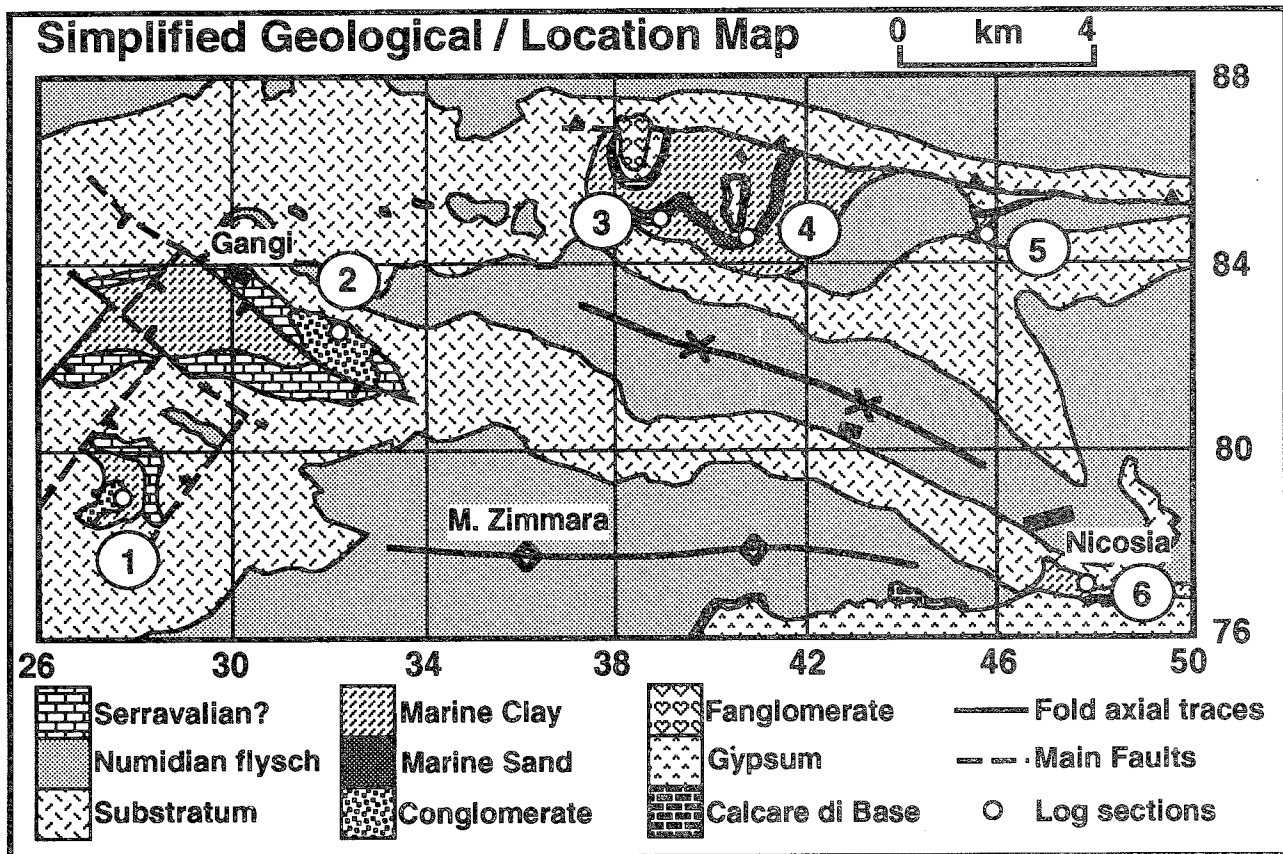 Simplified Geological / Location Map
0 km 4
88
Gangi
3
4
5
2
84
80
M. Zimmara
Nicosia
1
6
76
26 30 34 38 42 46 50
Serravalian? Marine Clay Fanglomerate Fold axial traces
Numidian flysch Marine Sand Gypsum Main Faults
Substratum Conglomerate Calcare di Base Log sections